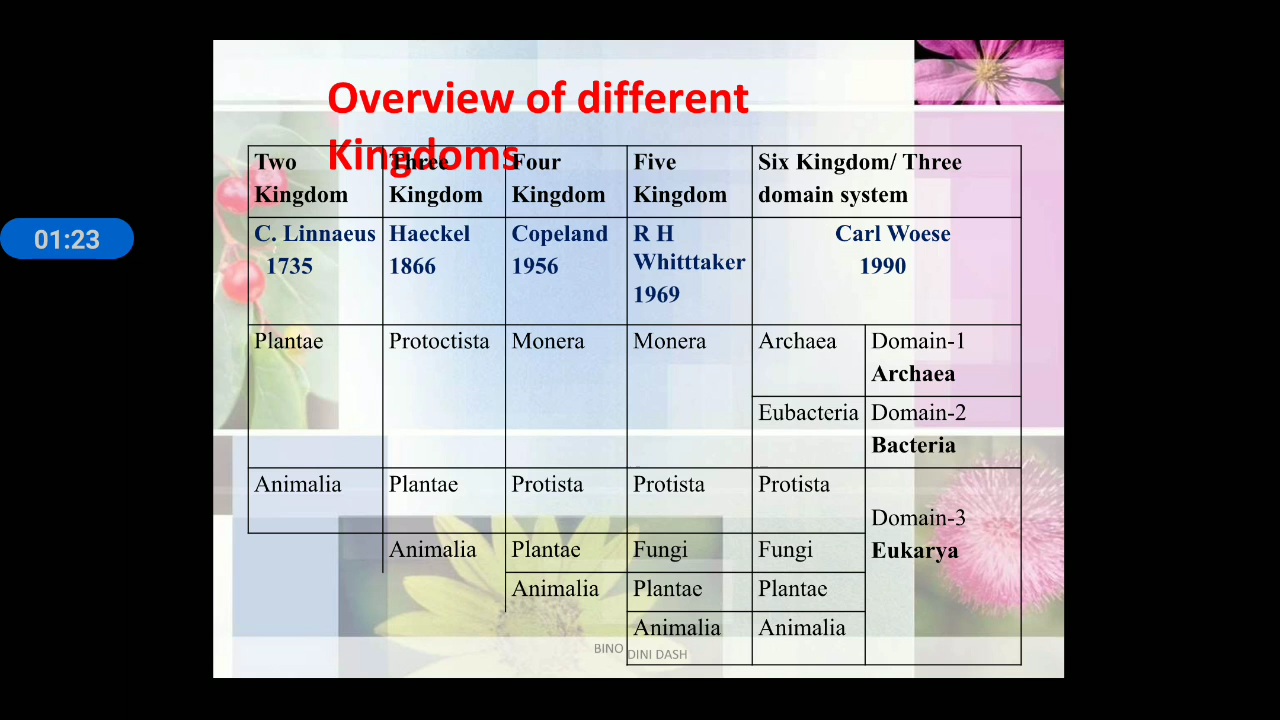 01:23
Overview of different
Kingdoms
Two Kingdom Three Kingdom Four Kingdom Five Kingdom Six Kingdom/ Three domain system
C. Linnaeus 1735 Haeckel 1866 Copeland 1956 R H Whitttaker 1969 Carl Woese 1990
Plantae Protoctista Monera Monera Archaea Domain-1 Archaea
Eubacteria Domain-2 Bacteria
Animalia Plantae Protista Protista Protista Domain-3 Eukarya
Animalia Plantae Fungi Fungi
Animalia Plantae Plantae
Animalia Animalia
BINODINI DASH